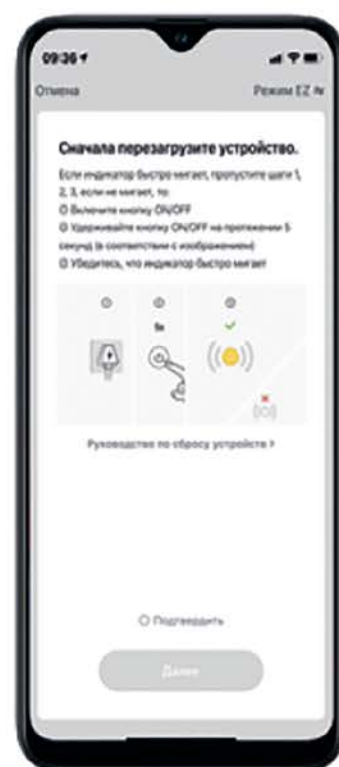 09:36
Отмена Режим EZ
Сначала перезагрузите устройство.
Если индикатор быстро мигает, пропустите шаги 1,
2, 3, если не мигает, то:
Включите кнопку ON/OFF
Удерживайте кнопку ON/OFF на протяжении 5
секунд (в соответствии с изображением)
Убедитесь, что индикатор быстро мигает
5s
Руководство по сбросу устройств >
Подтвердить
Далее